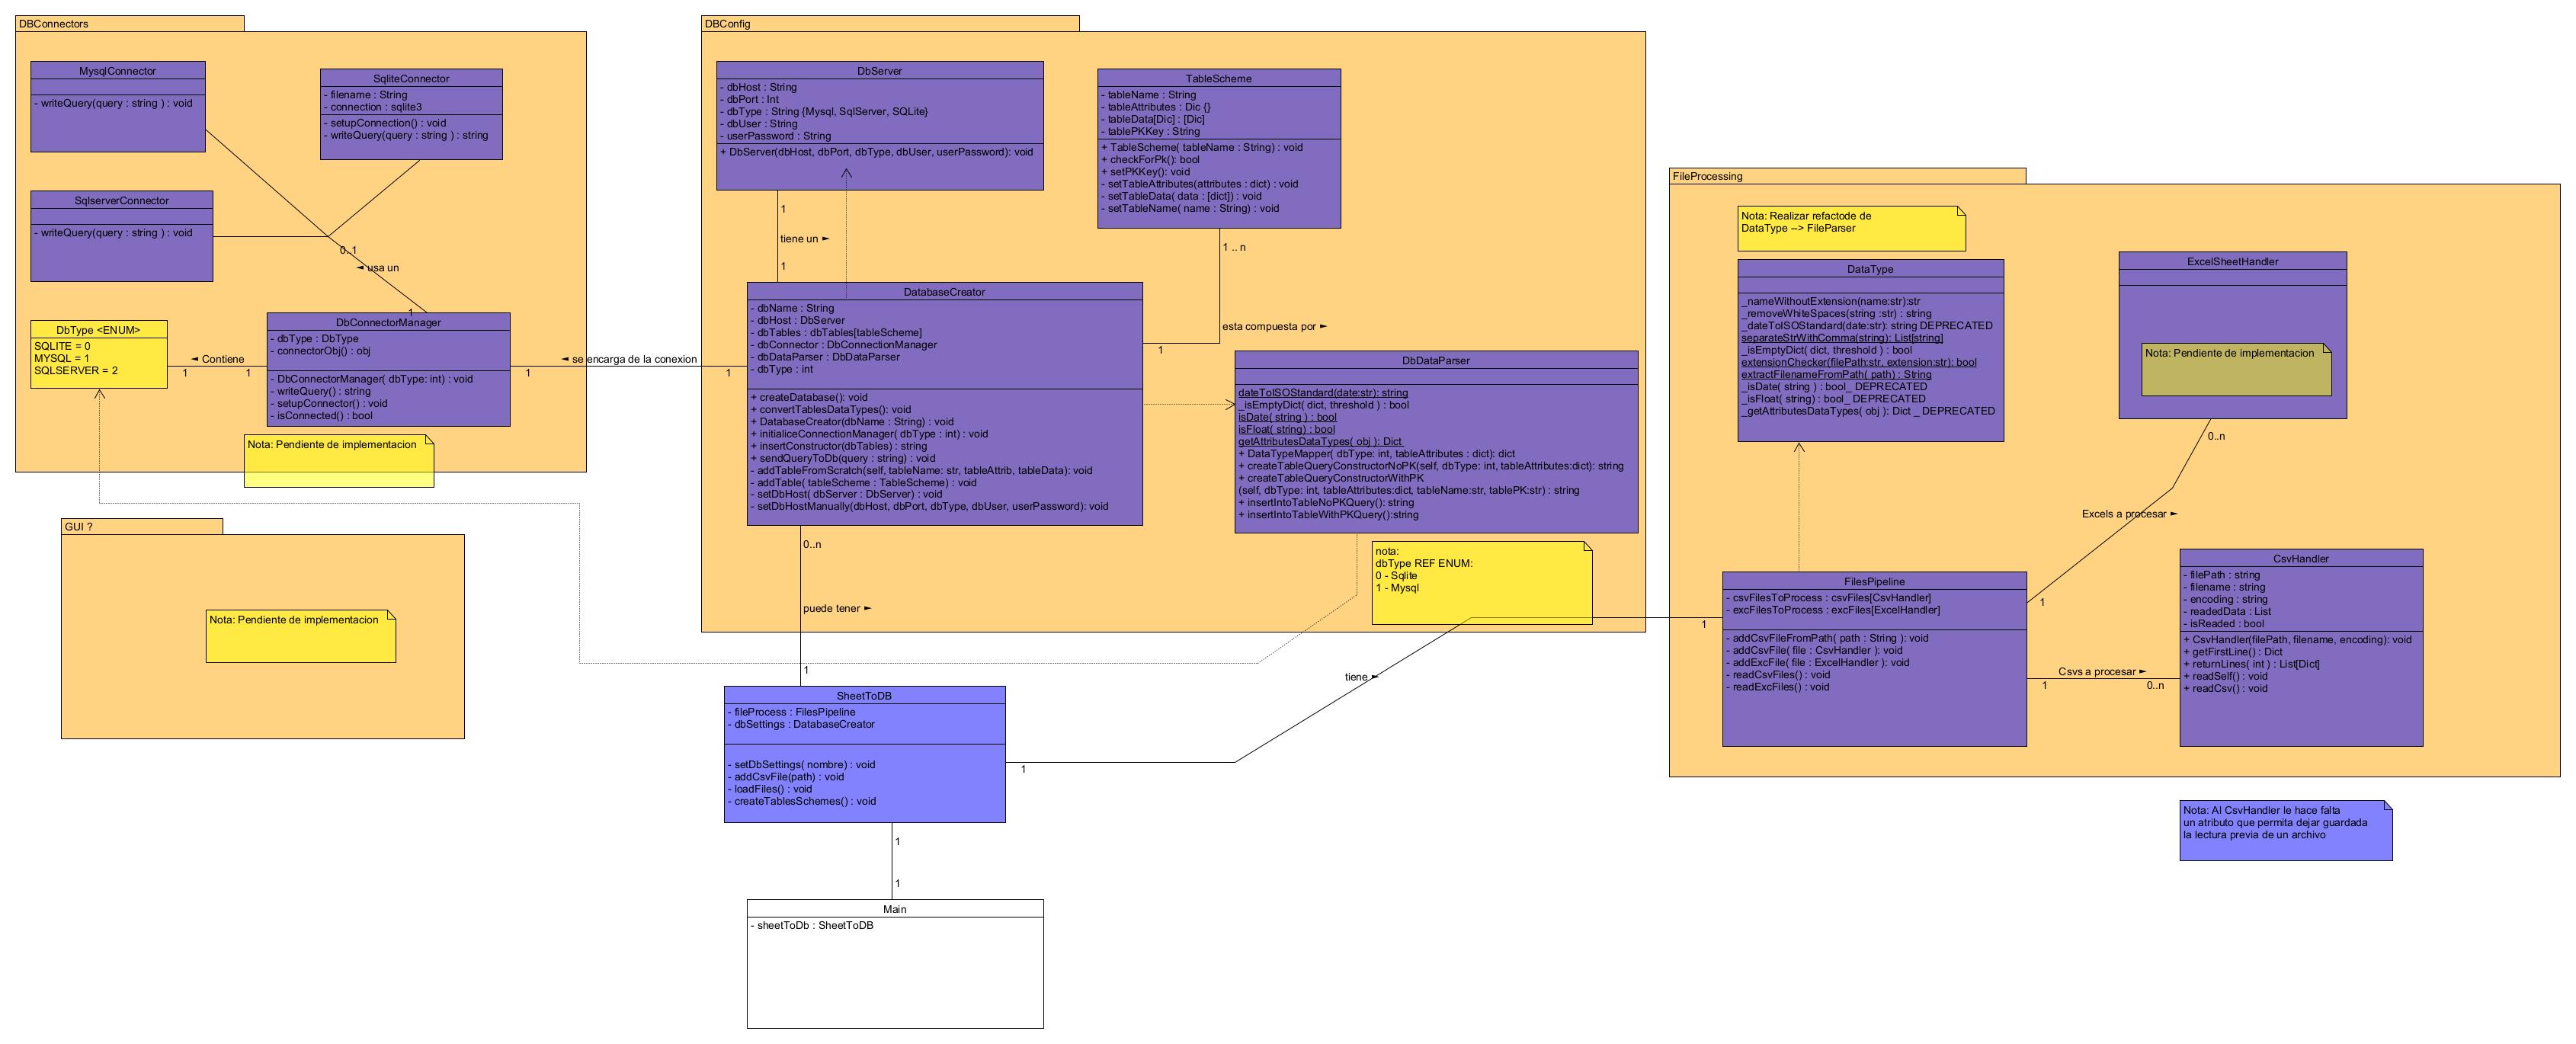 DBConnectors
MysqlConnector
- writeQuery(query : string ) : void
SqliteConnector
- filename : String
- connection : sqlite3
- setupConnection() : void
- writeQuery(query : string ) : string
SqlserverConnector
- writeQuery(query : string ) : void
0..1
◄ usa un
1
DbType <ENUM>
SQLITE = 0
MYSQL = 1
SQLSERVER = 2
◄ Contiene
1
1
DbConnectorManager
- dbType : DbType
- connectorObj() : obj
- DbConnectorManager( dbType: int) : void
- writeQuery() : string
- setupConnector() : void
- isConnected() : bool
Nota: Pendiente de implementacion
◄ se encarga de la conexion
1
1
GUI ?
Nota: Pendiente de implementacion
DBConfig
DbServer
- dbHost : String
- dbPort : Int
- dbType : String {Mysql, SqlServer, SQLite}
- dbUser : String
- userPassword : String
+ DbServer(dbHost, dbPort, dbType, dbUser, userPassword): void
1
tiene un ►
1
TableScheme
- tableName : String
- tableAttributes : Dic {}
- tableData[Dic] : [Dic]
- tablePKKey : String
+ TableScheme( tableName : String) : void
+ checkForPk(): bool
+ setPKKey(): void
- setTableAttributes(attributes : dict) : void
- setTableData( data : [dict]) : void
- setTableName( name : String) : void
1 .. n
esta compuesta por ►
1
DatabaseCreator
- dbName : String
- dbHost : DbServer
- dbTables : dbTables[tableScheme]
- dbConnector : DbConnectionManager
- dbDataParser : DbDataParser
- dbType : int
+ createDatabase(): void
+ convertTablesDataTypes(): void
+ DatabaseCreator(dbName : String) : void
+ initialiceConnectionManager( dbType : int) : void
+ insertConstructor(dbTables) : string
+ sendQueryToDb(query : string) : void
- addTableFromScratch(self, tableName: str, tableAttrib, tableData): void
- addTable( tableScheme : TableScheme) : void
- setDbHost( dbServer : DbServer) : void
- setDbHostManually(dbHost, dbPort, dbType, dbUser, userPassword): void
DbDataParser
dateToISOStandard(date:str): string
_isEmptyDict( dict, threshold ) : bool
isDate( string ) : bool
isFloat( string) : bool
getAttributesDataTypes( obj ): Dict
+ DataTypeMapper( dbType: int, tableAttributes : dict): dict
+ createTableQueryConstructorNoPK(self, dbType: int, tableAttributes:dict): string
+ createTableQueryConstructorWithPK
(self, dbType: int, tableAttributes:dict, tableName:str, tablePK:str) : string
+ insertIntoTableNoPKQuery(): string
+ insertIntoTableWithPKQuery():string
nota:
dbType REF ENUM:
0 - Sqlite
1 - Mysql
0..n
puede tener ►
1
SheetToDB
- fileProcess : FilesPipeline
- dbSettings : DatabaseCreator
- setDbSettings( nombre) : void
- addCsvFile(path) : void
- loadFiles() : void
- createTablesSchemes() : void
1
tiene ►
1
1
1
Main
- sheetToDb : SheetToDB
FileProcessing
Nota: Realizar refactode de
DataType --> FileParser
DataType
_nameWithoutExtension(name:str):str
_removeWhiteSpaces(string :str) : string
_dateToISOStandard(date:str): string DEPRECATED
separateStrWithComma(string): List[string]
_isEmptyDict( dict, threshold ) : bool
extensionChecker(filePath:str, extension:str): bool
extractFilenameFromPath( path) : String
_isDate( string ) : bool_ DEPRECATED
_isFloat( string) : bool_ DEPRECATED
_getAttributesDataTypes( obj ): Dict _ DEPRECATED
ExcelSheetHandler
Nota: Pendiente de implementacion
0..n
Excels a procesar ►
1
FilesPipeline
- csvFilesToProcess : csvFiles[CsvHandler]
- excFilesToProcess : excFiles[ExcelHandler]
- addCsvFileFromPath( path : String ): void
- addCsvFile( file : CsvHandler ): void
- addExcFile( file : ExcelHandler ): void
- readCsvFiles() : void
- readExcFiles() : void
Csvs a procesar ►
1
0..n
CsvHandler
- filePath : string
- filename : string
- encoding : string
- readedData : List
- isReaded : bool
+ CsvHandler(filePath, filename, encoding): void
+ getFirstLine() : Dict
+ returnLines( int ) : List[Dict]
+ readSelf() : void
+ readCsv() : void
Nota: Al CsvHandler le hace falta
un atributo que permita dejar guardada
la lectura previa de un archivo